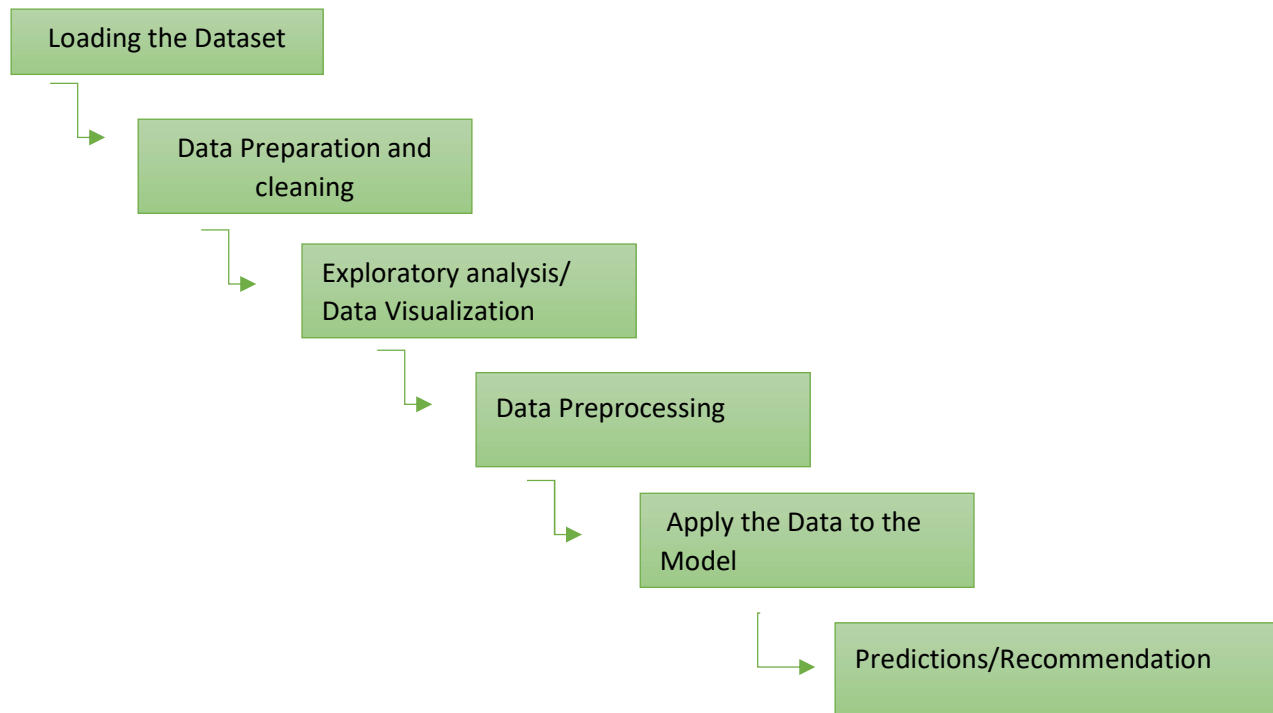 Loading the Dataset
Data Preparation and
cleaning
Exploratory analysis/
Data Visualization
Data Preprocessing
Apply the Data to the
Model
Predictions/Recommendation